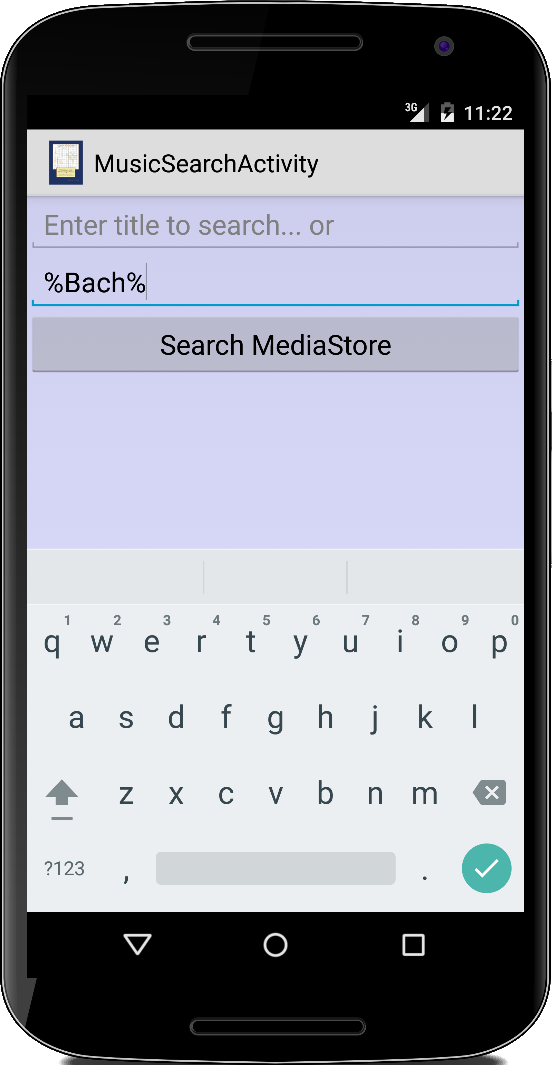 3G 11:22
MusicSearchActivity
Enter title to search... or
%Bach%
Search MediaStore
1 2 3 4 5 6 7 8 9 0
q w e r t y u i o p
a s d f g h j k l
z x c v b n m
?123 , .